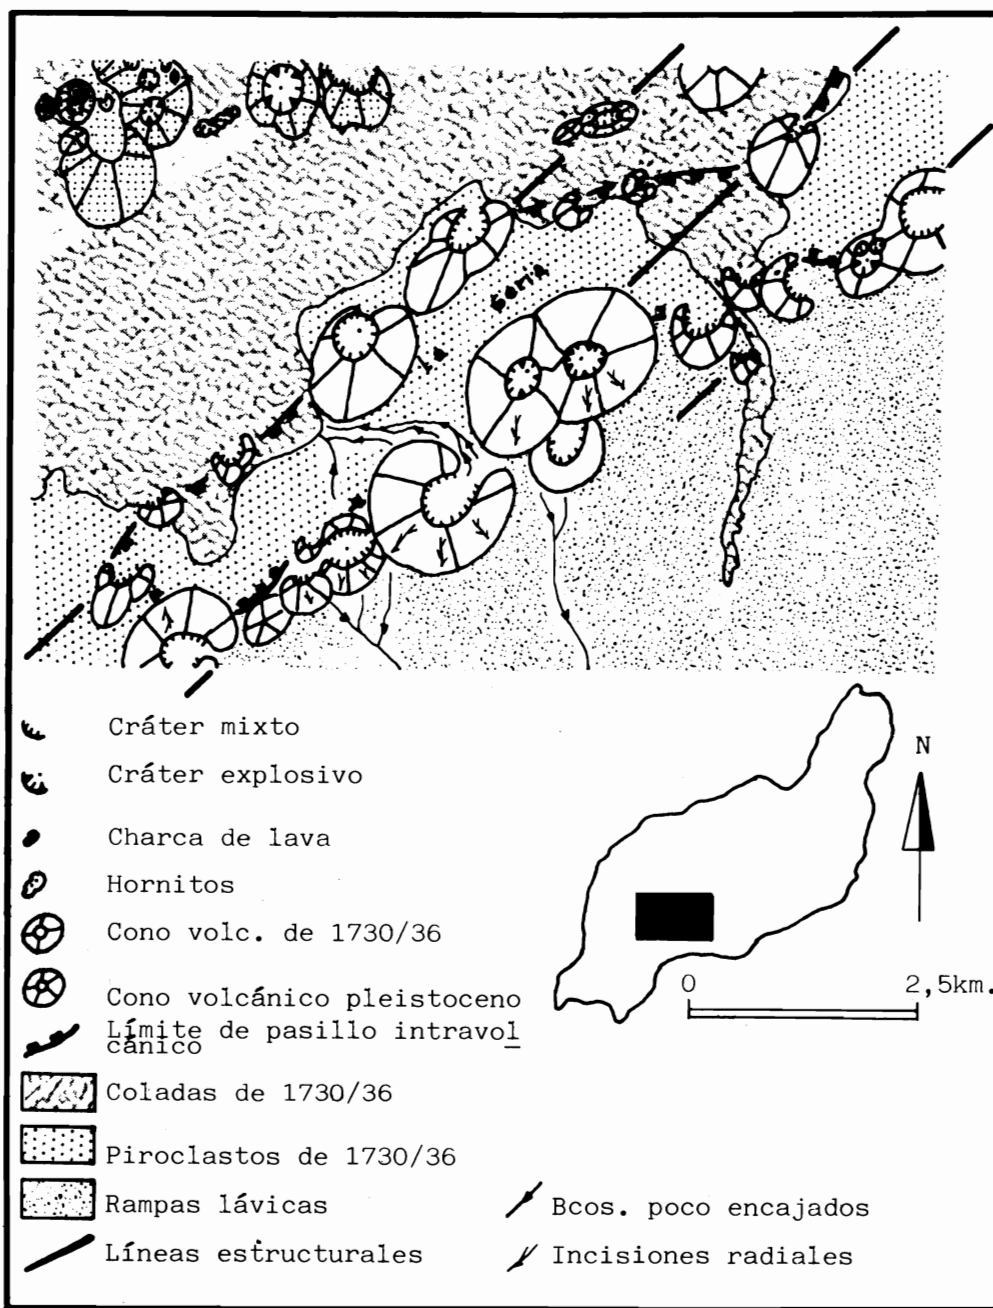 la Geria
Cráter mixto
Cráter explosivo
Charca de lava
Hornitos
Cono volc. de 1730/36
Cono volcánico pleistoceno
Límite de pasillo intravol
cánico
Coladas de 1730/36
Piroclastos de 1730/36
Rampas lávicas
Líneas estructurales
Bcos. poco encajados
Incisiones radiales
N
0 2,5km.